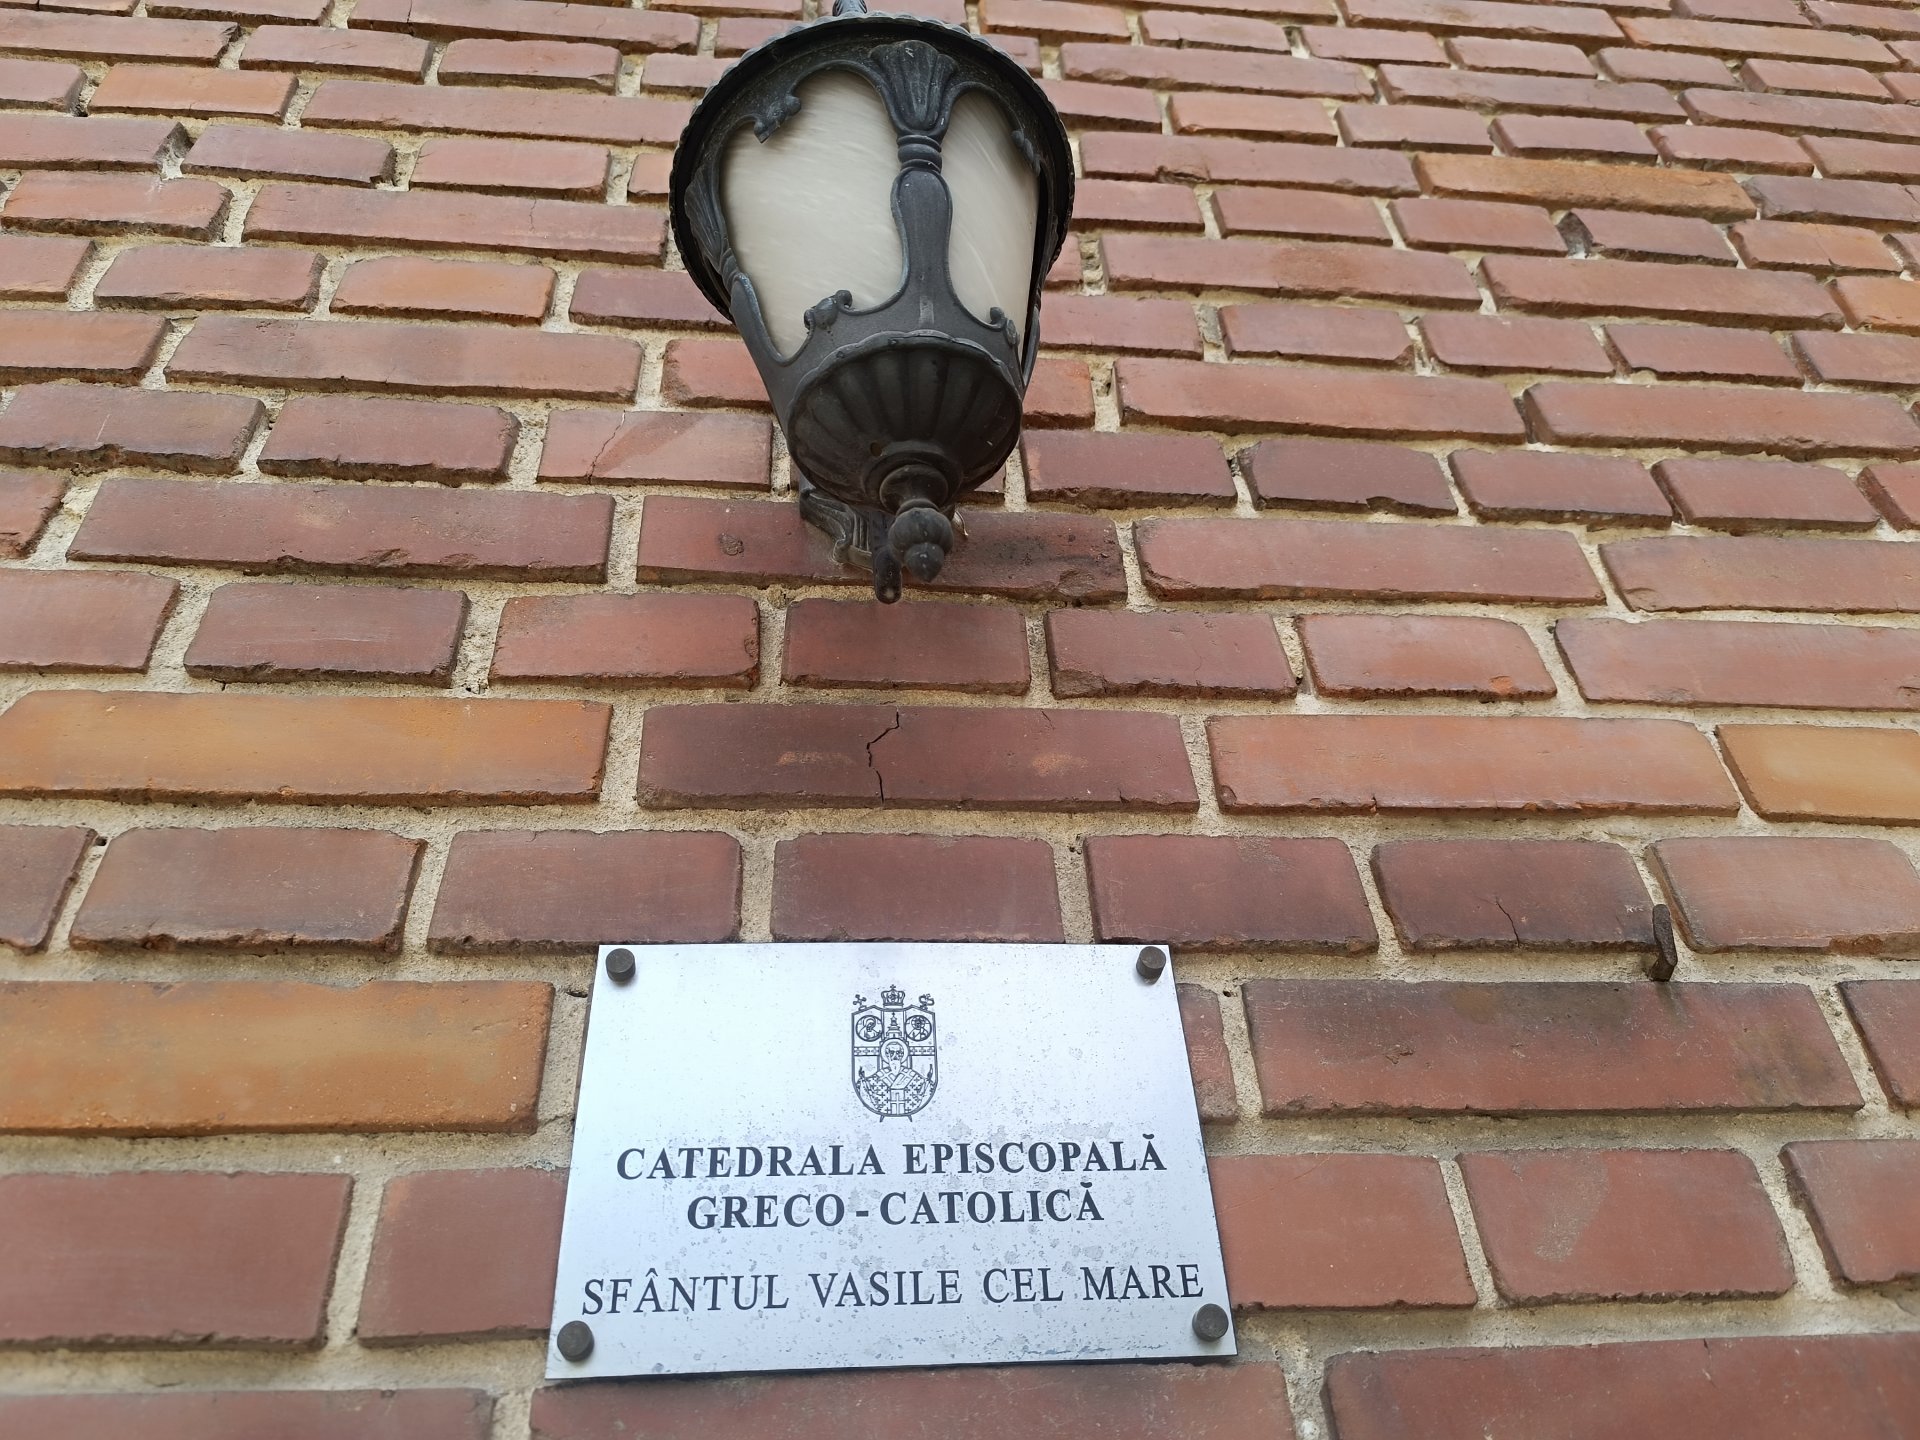 CATEDRALA EPISCOPALĂ
GRECO - CATOLICĂ
SFÂNTUL VASILE CEL MARE